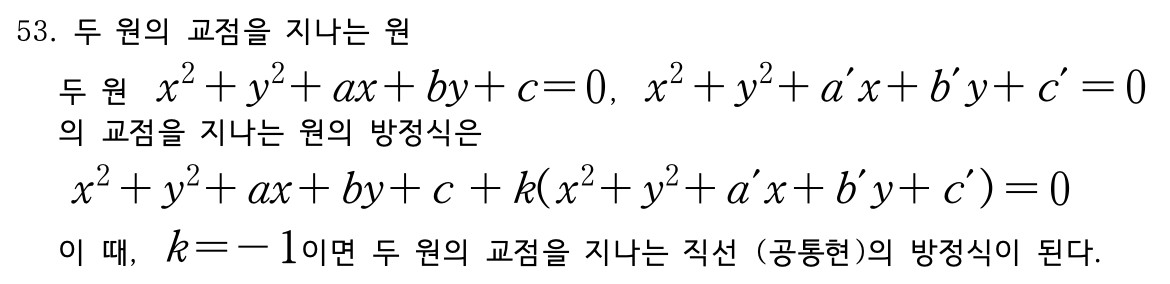 53. 두 원의 교점을 지나는 원
두 원 x² + y² + ax + by + c = 0, x² + y² + a′x + b′y + c′ = 0
의 교점을 지나는 원의 방정식은
x² + y² + ax + by + c + k(x² + y² + a′x + b′y + c′) = 0
이 때, k = − 1이면 두 원의 교점을 지나는 직선 (공통현)의 방정식이 된다.